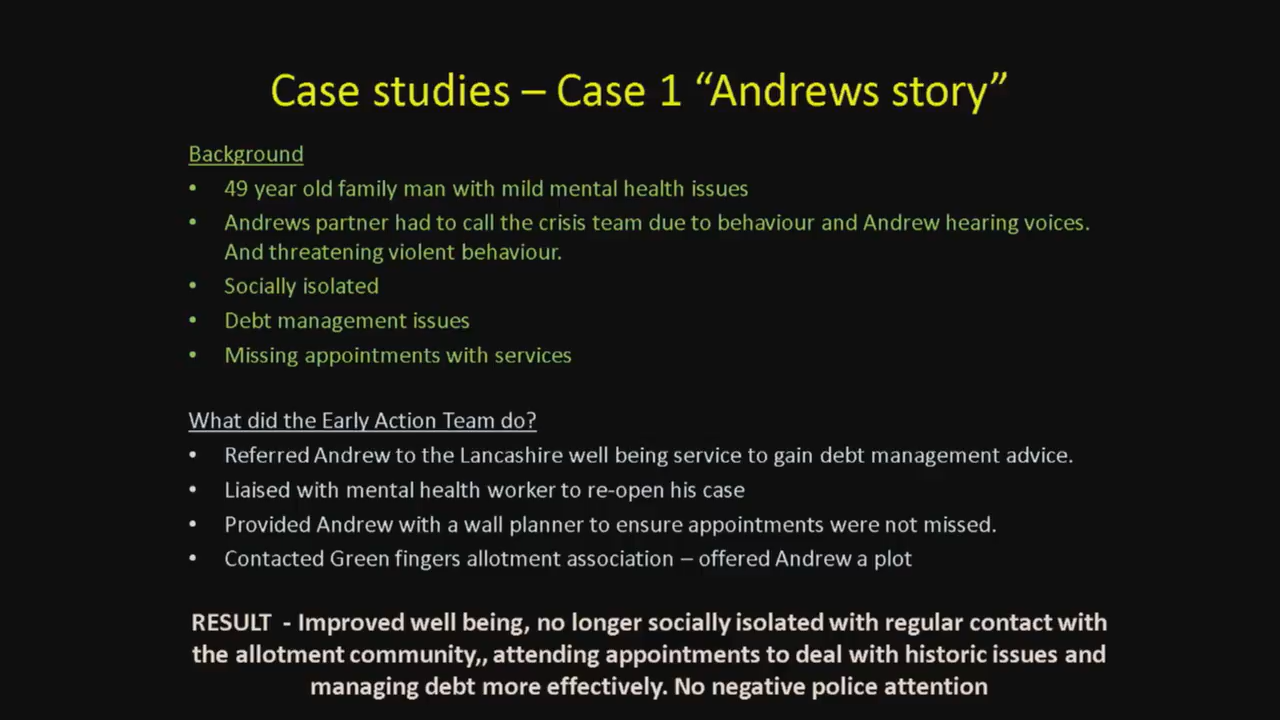 Case studies – Case 1 “Andrews story”
Background
• 49 year old family man with mild mental health issues
• Andrews partner had to call the crisis team due to behaviour and Andrew hearing voices.
And threatening violent behaviour.
• Socially isolated
• Debt management issues
• Missing appointments with services
What did the Early Action Team do?
• Referred Andrew to the Lancashire well being service to gain debt management advice.
• Liaised with mental health worker to re-open his case
• Provided Andrew with a wall planner to ensure appointments were not missed.
• Contacted Green fingers allotment association – offered Andrew a plot
RESULT - Improved well being, no longer socially isolated with regular contact with
the allotment community,, attending appointments to deal with historic issues and
managing debt more effectively. No negative police attention